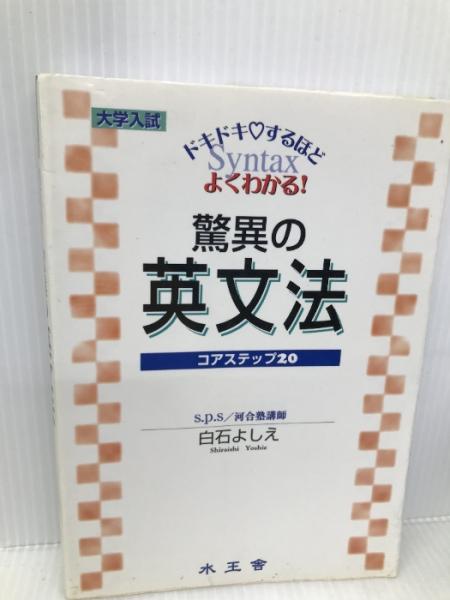 大学入試
ドキドキ♡するほど
Syntax
よくわかる!
驚異の
英文法
コアステップ20
s.p.s/河合塾講師
白石よしえ
Shiraishi Yoshie
水王舎